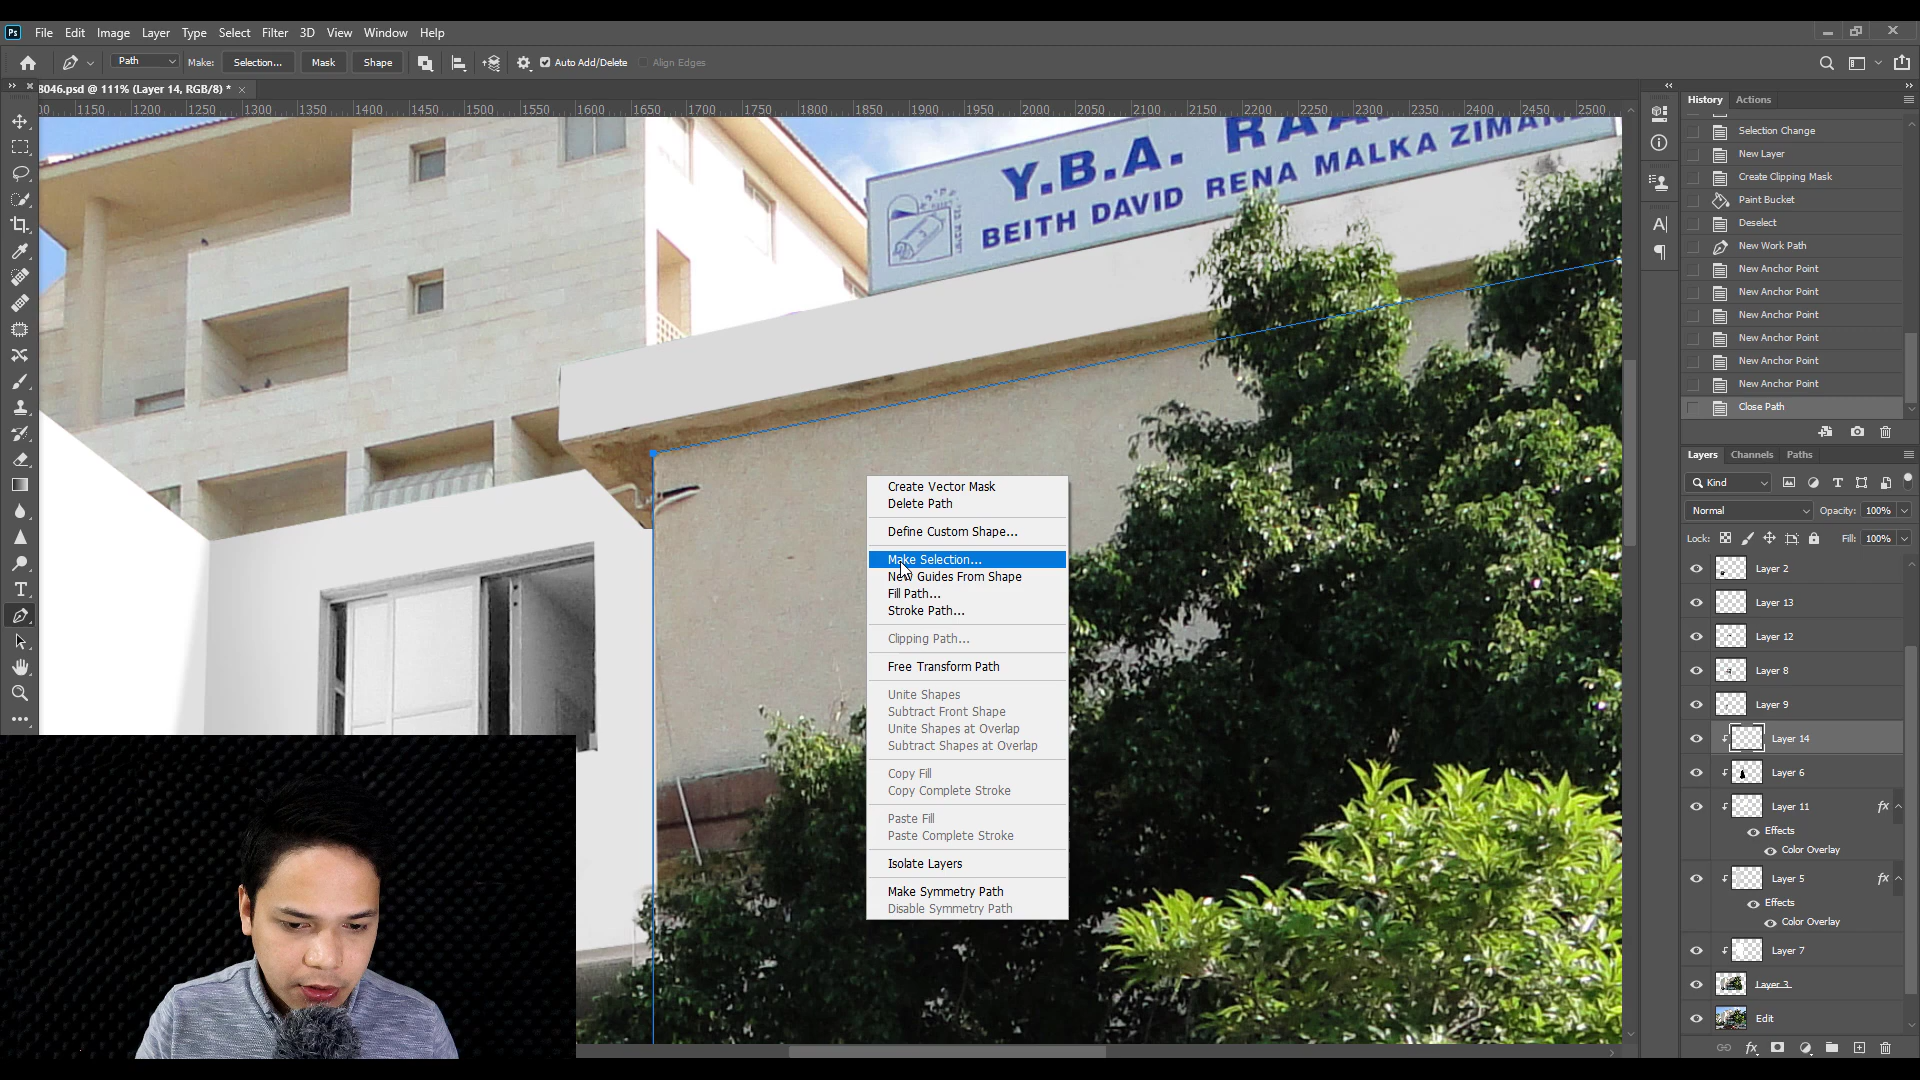 Ps File Edit Image Layer Type Select Filter 3D View Window Help
Path Make: Selection... Mask Shape Auto Add/Delete Align Edges
8046.psd @ 111% (Layer 14, RGB/8) *
1150 1200 1250 1300 1350 1400 1450 1500 1550 1600 1650 1700 1750 1800 1850 1900 1950 2000 2050 2100 2150 2200 2250 2300 2350 2400 2450 2500
Y.B.A.
BEITH DAVID RENA MALKA
Create Vector Mask
Delete Path
Define Custom Shape...
Make Selection...
New Guides From Shape
Fill Path...
Stroke Path...
Clipping Path...
Free Transform Path
Unite Shapes
Subtract Front Shape
Unite Shapes at Overlap
Subtract Shapes at Overlap
Copy Fill
Copy Complete Stroke
Paste Fill
Paste Complete Stroke
Isolate Layers
Make Symmetry Path
Disable Symmetry Path
History Actions
Selection Change
New Layer
Create Clipping Mask
Paint Bucket
Deselect
New Work Path
New Anchor Point
New Anchor Point
New Anchor Point
New Anchor Point
New Anchor Point
New Anchor Point
Close Path
Layers Channels Paths
Kind
Normal Opacity: 100%
Lock: Fill: 100%
Layer 2
Layer 13
Layer 12
Layer 8
Layer 9
Layer 14
Layer 6
Layer 11 fx
Effects
Color Overlay
Layer 5 fx
Effects
Color Overlay
Layer 7
Layer 3
Edit
fx